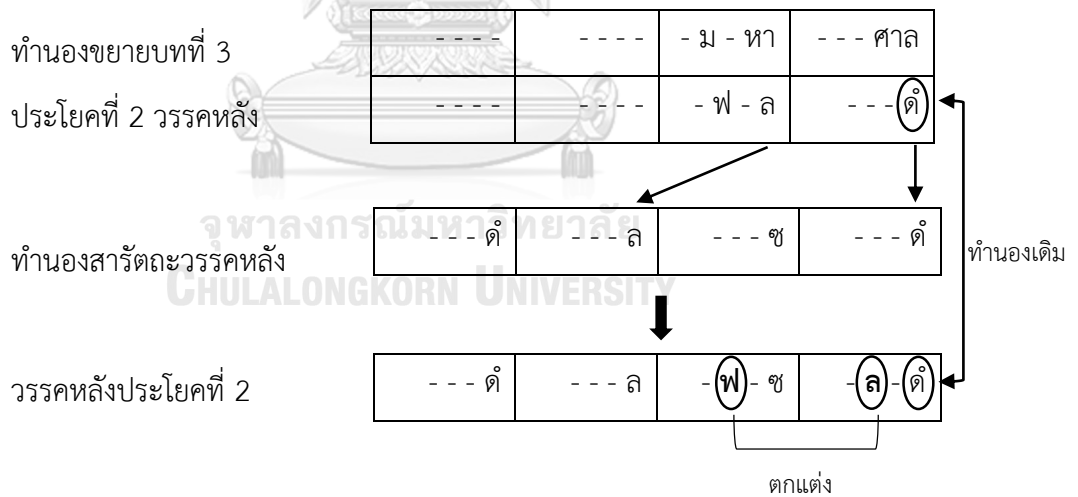 ทำนองขยายบทที่ 3
- - - - - - - - - ม - หา - - - ศาล
ประโยคที่ 2 วรรคหลัง
- - - - - - - - - ฟ - ล - - - ดํ
จุฬาลงกรณ์มหาวิทยาลัย
ทำนองสารัตถะวรรคหลัง
- - - ดํ - - - ล - - - ซ - - - ดํ
ทำนองเดิม
CHULALONGKORN UNIVERSITY
วรรคหลังประโยคที่ 2
- - - ดํ - - - ล - ฟ - ซ - ล - ดํ
ตกแต่ง